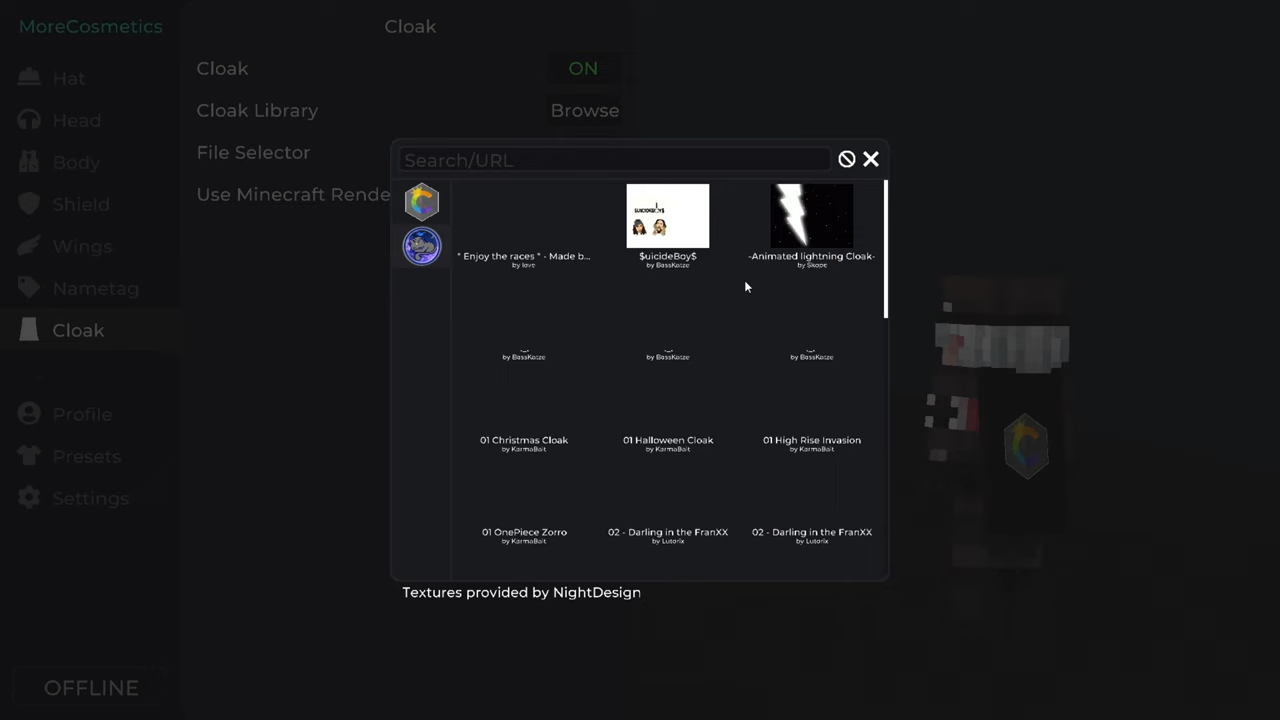 MoreCosmetics
Cloak
Hat
Cloak
ON
Head
Cloak Library
Browse
Body
File Selector
Search/URL
Shield
Use Minecraft Rende
Wings
Nametag
Cloak
Profile
Presets
Settings
OFFLINE
" Enjoy the races " - Made b...
by love
$UICIDEBOY$
$uicideBoy$
by BassKatze
-Animated lightning Cloak-
by Skope
by BassKatze
by BassKatze
by BassKatze
01 Christmas Cloak
by KarmaBait
01 Halloween Cloak
by KarmaBait
01 High Rise Invasion
by KarmaBait
01 OnePiece Zorro
by KarmaBait
02 - Darling in the FranXX
by Lutorix
02 - Darling in the FranXX
by Lutorix
Textures provided by NightDesign